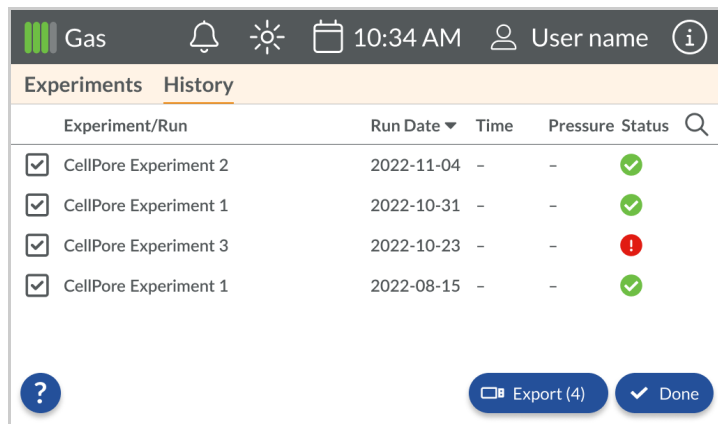 Gas 10:34 AM User name i
Experiments History
Experiment/Run Run Date Time Pressure Status
CellPore Experiment 2 2022-11-04 – –
CellPore Experiment 1 2022-10-31 – –
CellPore Experiment 3 2022-10-23 – – !
CellPore Experiment 1 2022-08-15 – –
? Export (4) Done